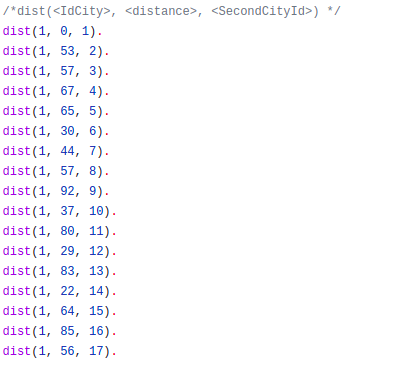 /*dist(<IdCity>, <distance>, <SecondCityId>) */
dist(1, 0, 1).
dist(1, 53, 2).
dist(1, 57, 3).
dist(1, 67, 4).
dist(1, 65, 5).
dist(1, 30, 6).
dist(1, 44, 7).
dist(1, 57, 8).
dist(1, 92, 9).
dist(1, 37, 10).
dist(1, 80, 11).
dist(1, 29, 12).
dist(1, 83, 13).
dist(1, 22, 14).
dist(1, 64, 15).
dist(1, 85, 16).
dist(1, 56, 17).